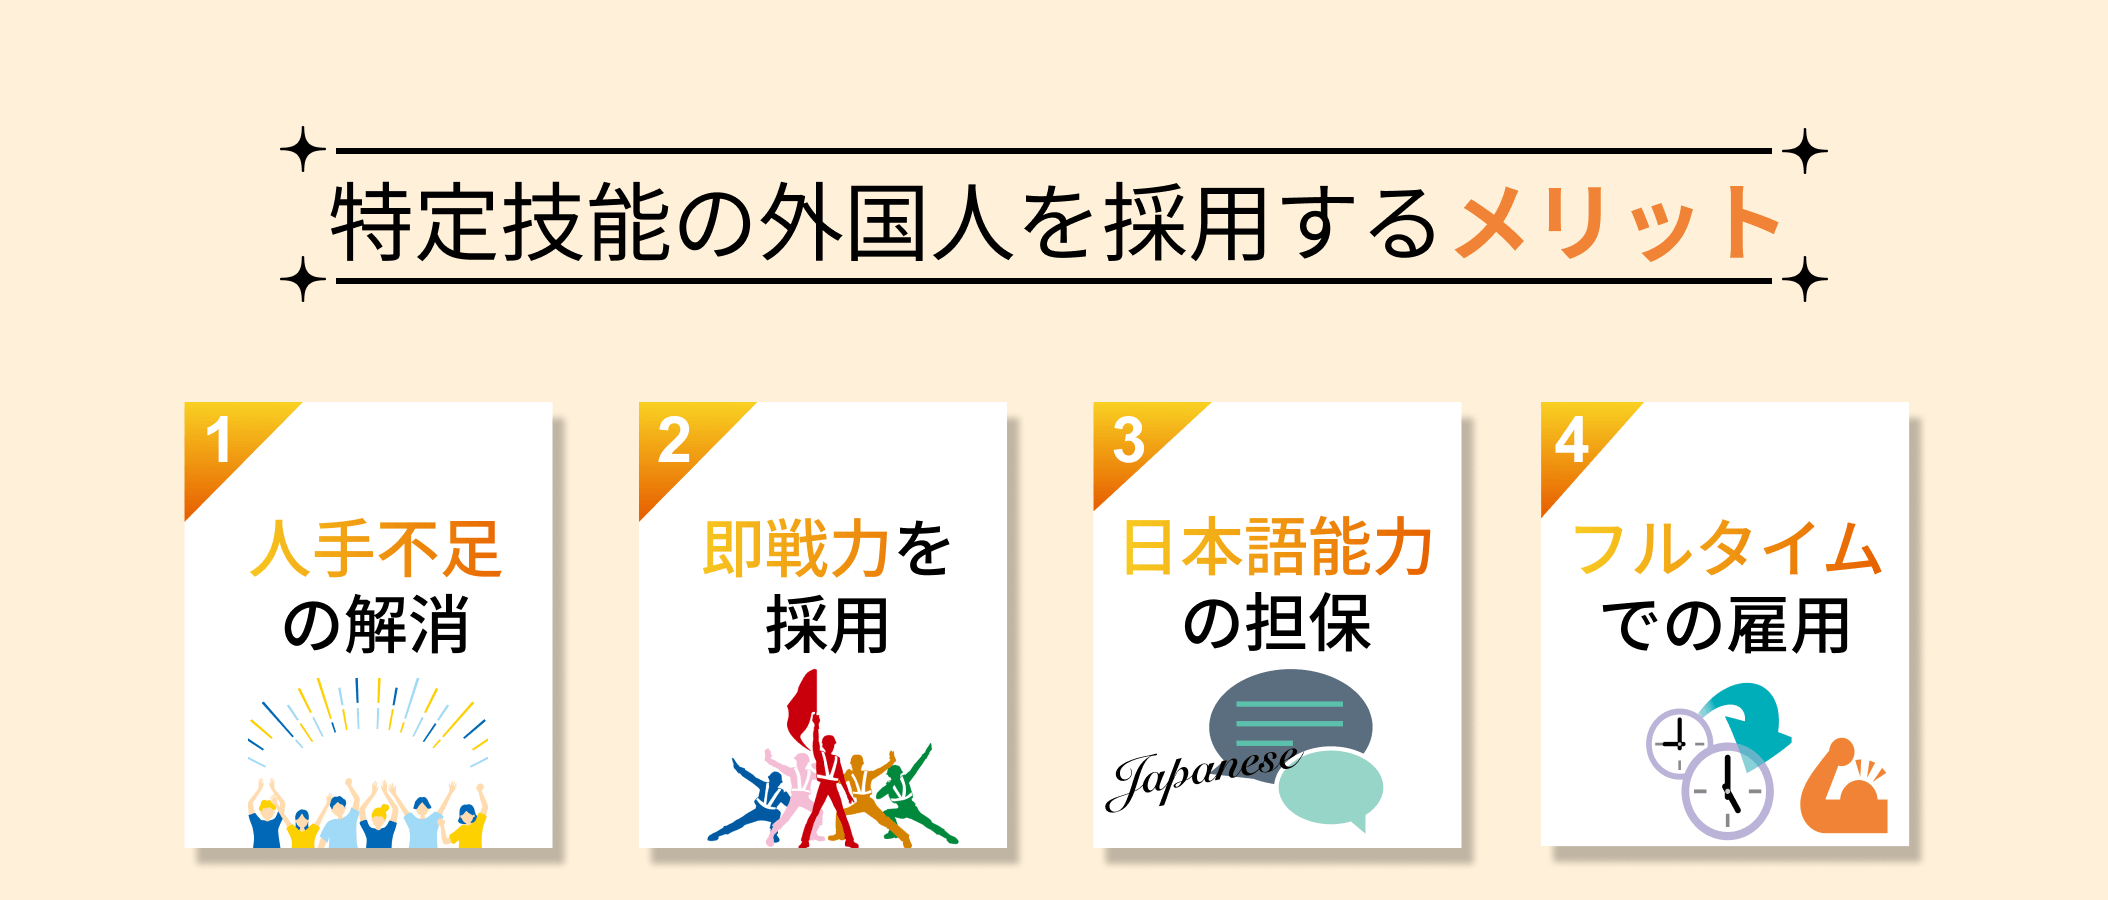 特定技能の外国人を採用するメリット
1
人手不足
の解消
2
即戦力を
採用
3
日本語能力
の担保
Japanese
4
フルタイム
での雇用